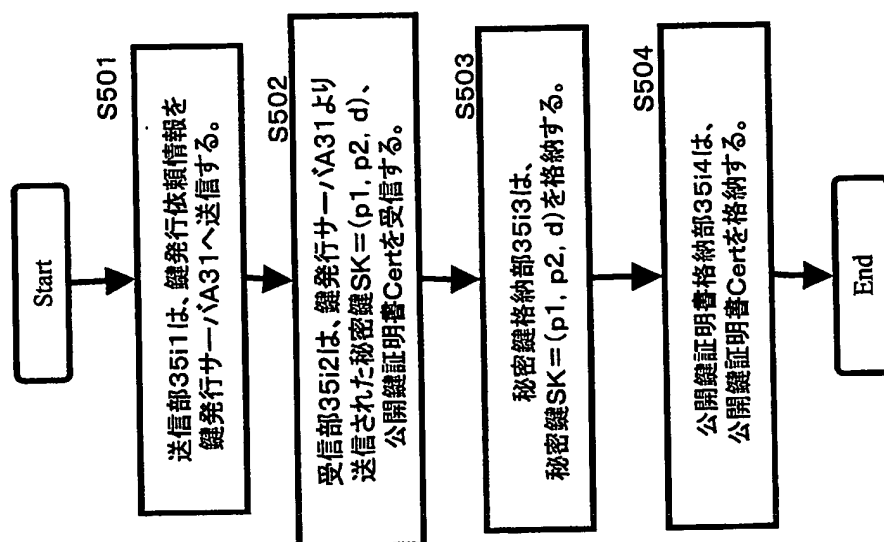 Start
S501
送信部35i1は、鍵発行依頼情報を
鍵発行サーバA31へ送信する。
S502
受信部35i2は、鍵発行サーバA31より
送信された秘密鍵SK=(p1, p2, d)、
公開鍵証明書Certを受信する。
S503
秘密鍵格納部35i3は、
秘密鍵SK=(p1, p2, d)を格納する。
S504
公開鍵証明書格納部35i4は、
公開鍵証明書Certを格納する。
End